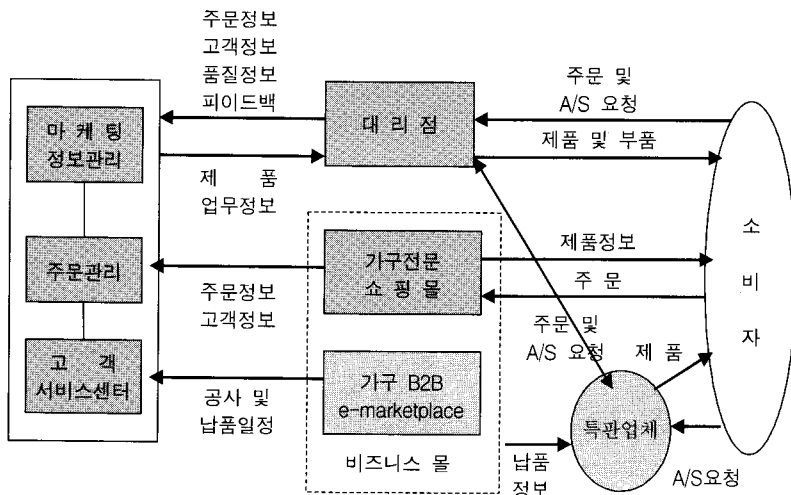 주문정보
고객정보
품질정보
피이드백
주문 및
A/S 요청
마 케 팅
정보관리
대 리 점
제품 및 부품
제 품
업무정보
소
비
자
주문관리
기구전문
쇼 핑 몰
제품정보
주 문
주문정보
고객정보
주문 및
A/S 요청
제 품
고 객
서비스센터
가구 B2B
e-marketplace
공사 및
납품일정
특판업체
비즈니스 몰
납품
정보
A/S요청